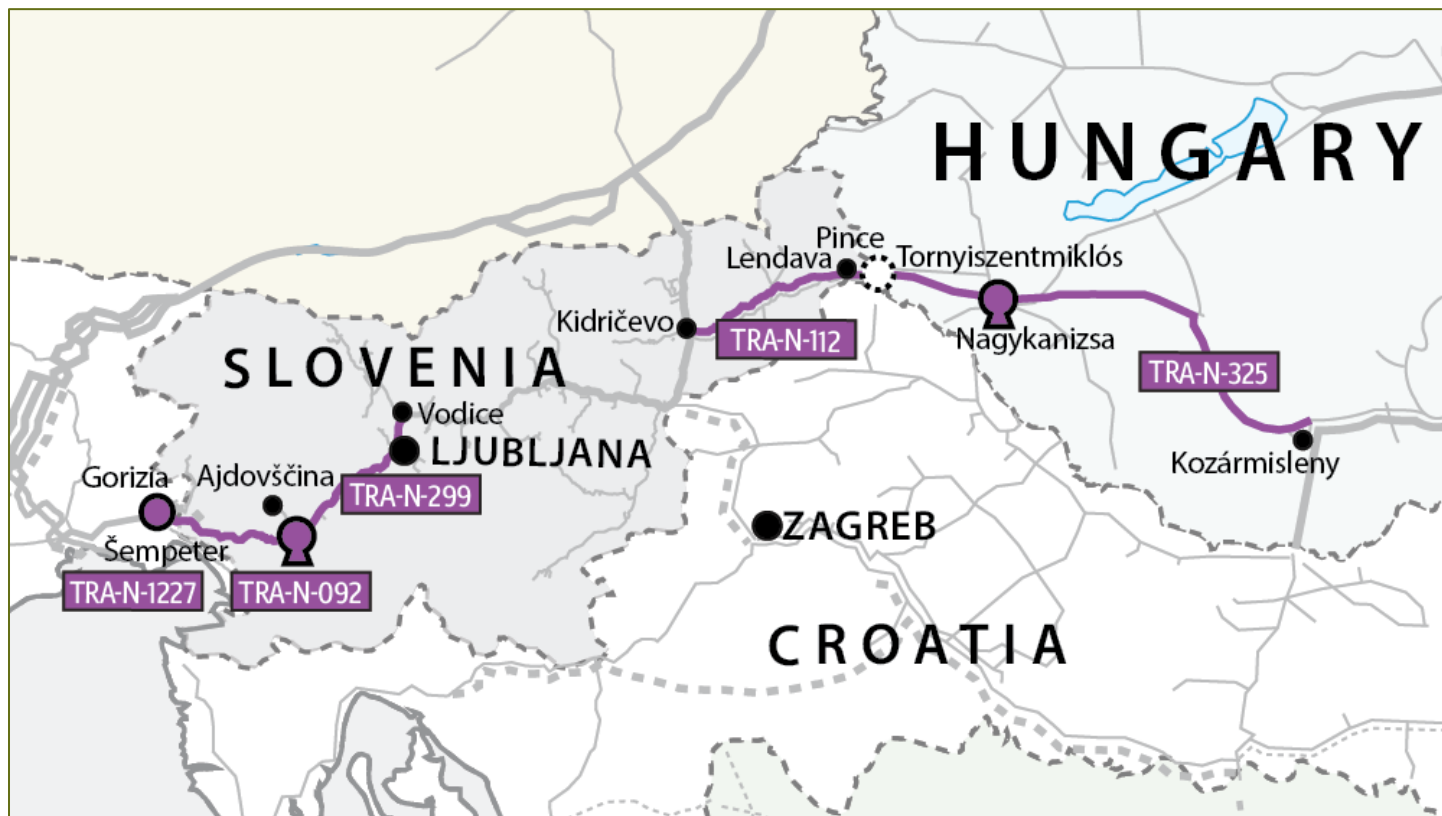 HUNGARY
Pince
Lendava
Tornyiszentmiklós
Kidričevo
TRA-N-112
Nagykanizsa
SLOVENIA
TRA-N-325
Vodice
LJUBLJANA
Kozármisleny
Gorizia
Ajdovščina
TRA-N-299
ZAGREB
Šempeter
TRA-N-1227
TRA-N-092
CROATIA